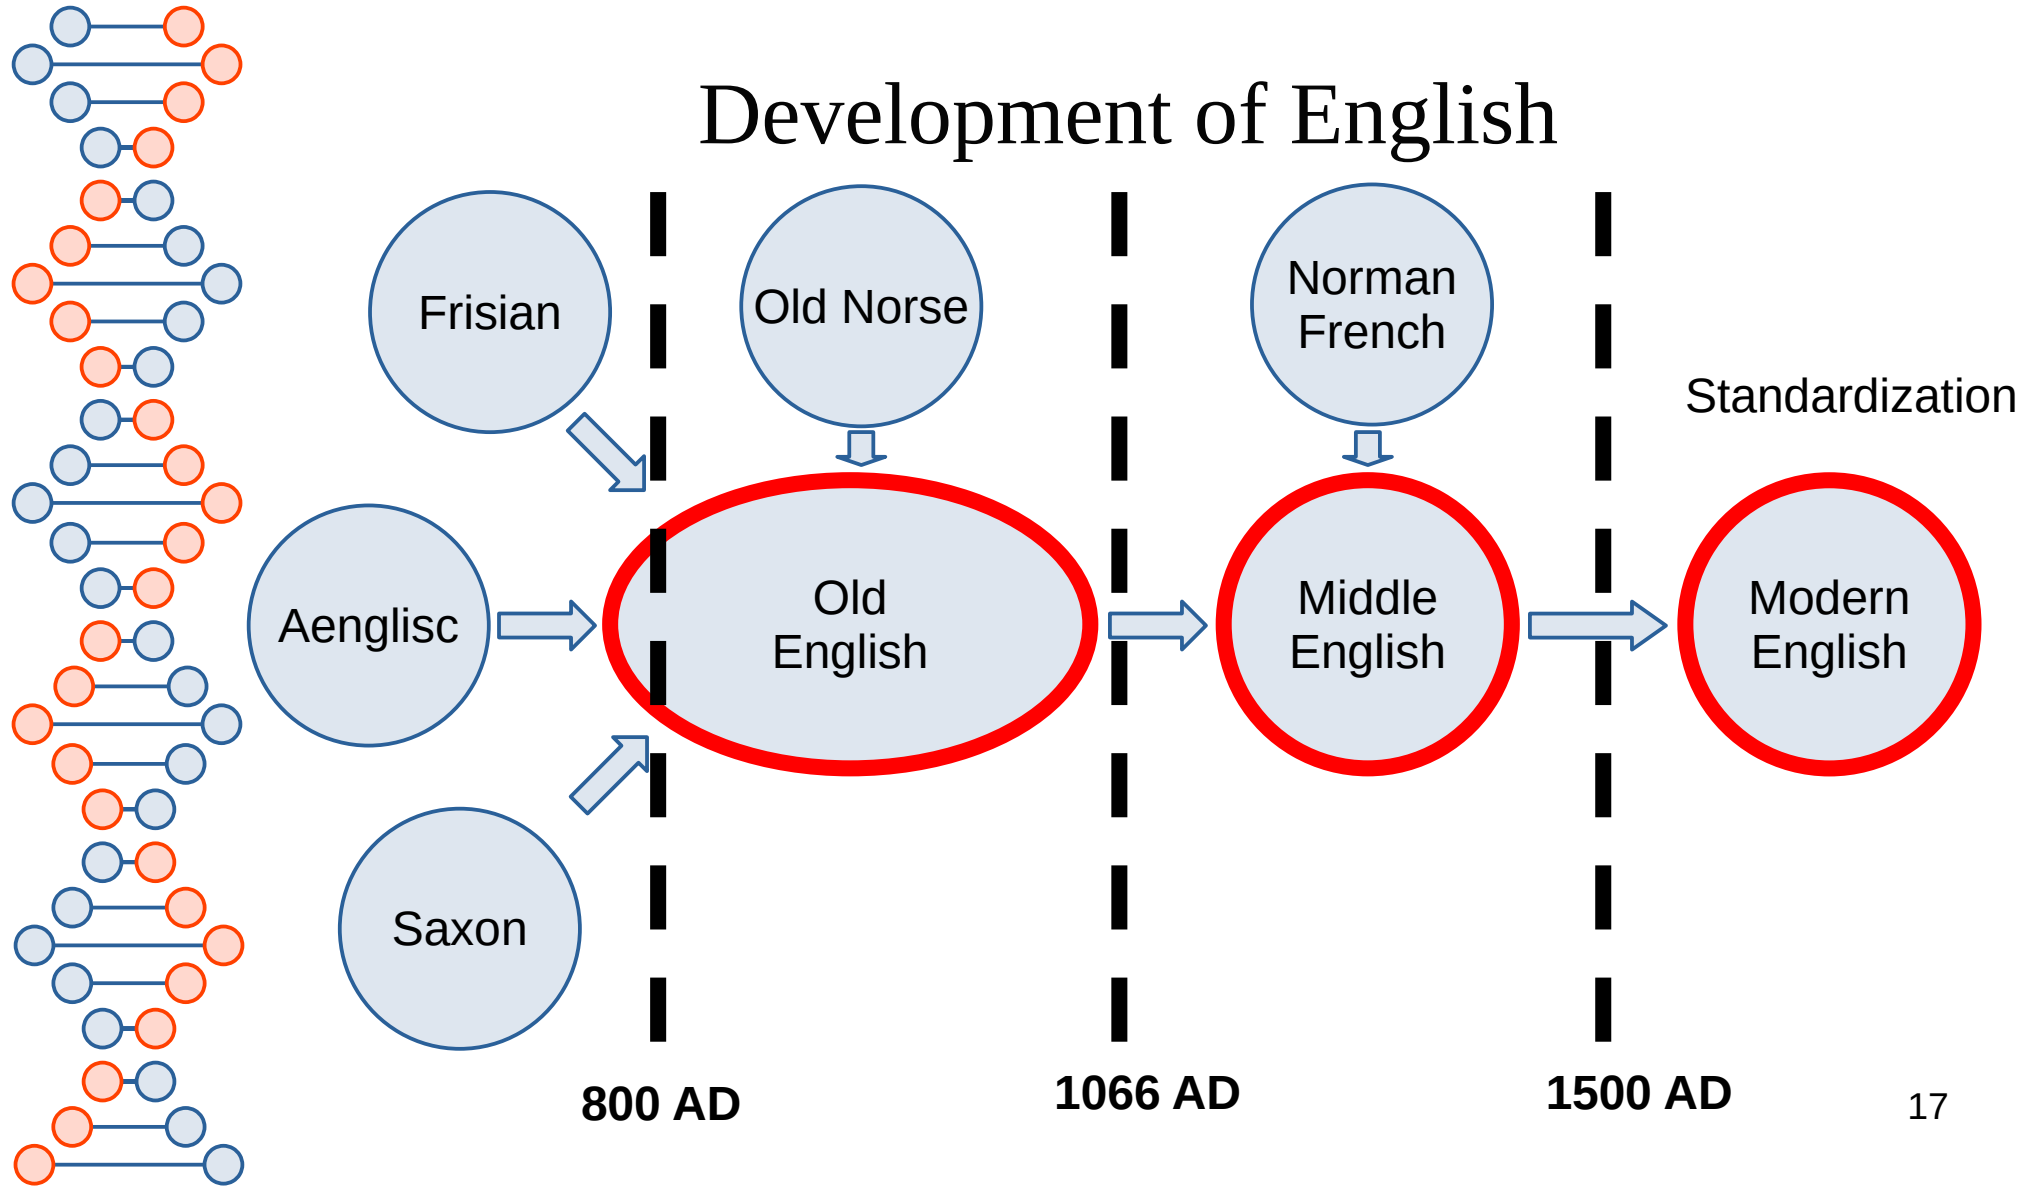 Development of English
Frisian
Old Norse
Norman
French
Standardization
Aenglisc
Old
English
Middle
English
Modern
English
Saxon
800 AD
1066 AD
1500 AD
17